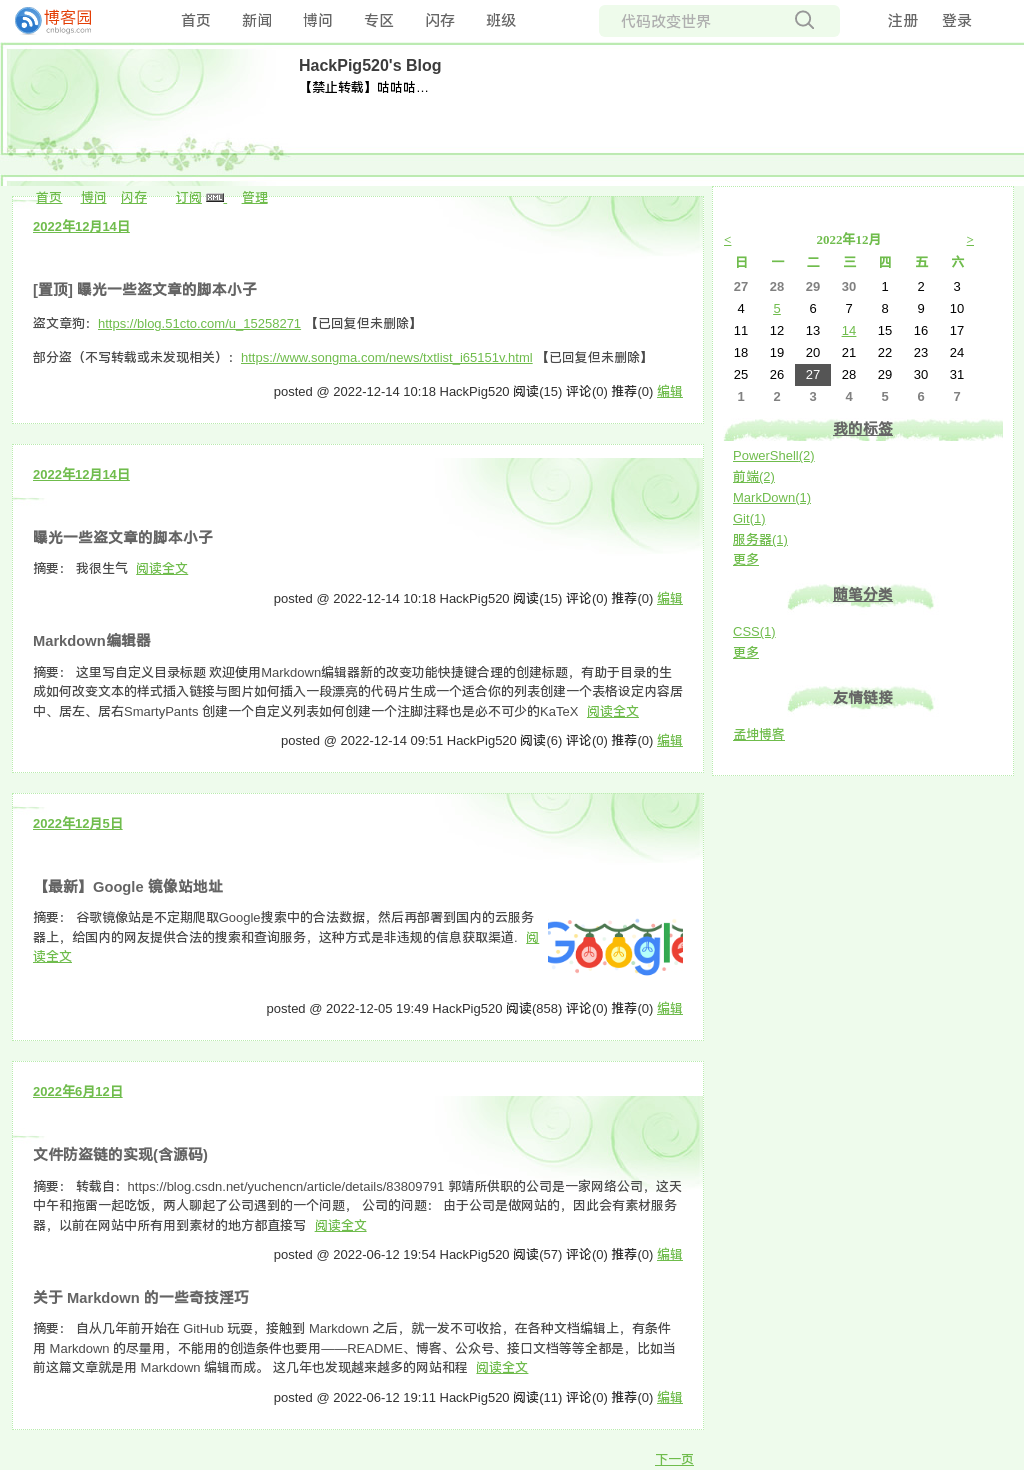 博客园
cnblogs.com
首页 新闻 博问 专区 闪存 班级 代码改变世界 注册 登录
HackPig520's Blog
【禁止转载】咕咕咕…
首页 博问 闪存 订阅 XML 管理
2022年12月14日
[置顶] 曝光一些盗文章的脚本小子
盗文章狗：https://blog.51cto.com/u_15258271 【已回复但未删除】
部分盗（不写转载或未发现相关）：https://www.songma.com/news/txtlist_i65151v.html 【已回复但未删除】
posted @ 2022-12-14 10:18 HackPig520 阅读(15) 评论(0) 推荐(0) 编辑
2022年12月14日
曝光一些盗文章的脚本小子
摘要： 我很生气 阅读全文
posted @ 2022-12-14 10:18 HackPig520 阅读(15) 评论(0) 推荐(0) 编辑
Markdown编辑器
摘要： 这里写自定义目录标题 欢迎使用Markdown编辑器新的改变功能快捷键合理的创建标题，有助于目录的生
成如何改变文本的样式插入链接与图片如何插入一段漂亮的代码片生成一个适合你的列表创建一个表格设定内容居
中、居左、居右SmartyPants 创建一个自定义列表如何创建一个注脚注释也是必不可少的KaTeX 阅读全文
posted @ 2022-12-14 09:51 HackPig520 阅读(6) 评论(0) 推荐(0) 编辑
2022年12月5日
【最新】Google 镜像站地址
摘要： 谷歌镜像站是不定期爬取Google搜索中的合法数据，然后再部署到国内的云服务
器上，给国内的网友提供合法的搜索和查询服务，这种方式是非违规的信息获取渠道. 阅
读全文
Google
posted @ 2022-12-05 19:49 HackPig520 阅读(858) 评论(0) 推荐(0) 编辑
2022年6月12日
文件防盗链的实现(含源码)
摘要： 转载自：https://blog.csdn.net/yuchencn/article/details/83809791 郭靖所供职的公司是一家网络公司，这天
中午和拖雷一起吃饭，两人聊起了公司遇到的一个问题， 公司的问题： 由于公司是做网站的，因此会有素材服务
器，以前在网站中所有用到素材的地方都直接写 阅读全文
posted @ 2022-06-12 19:54 HackPig520 阅读(57) 评论(0) 推荐(0) 编辑
关于 Markdown 的一些奇技淫巧
摘要： 自从几年前开始在 GitHub 玩耍，接触到 Markdown 之后，就一发不可收拾，在各种文档编辑上，有条件
用 Markdown 的尽量用，不能用的创造条件也要用——README、博客、公众号、接口文档等等全都是，比如当
前这篇文章就是用 Markdown 编辑而成。 这几年也发现越来越多的网站和程 阅读全文
posted @ 2022-06-12 19:11 HackPig520 阅读(11) 评论(0) 推荐(0) 编辑
下一页
< 2022年12月 >
日 一 二 三 四 五 六
27 28 29 30 1 2 3
4 5 6 7 8 9 10
11 12 13 14 15 16 17
18 19 20 21 22 23 24
25 26 27 28 29 30 31
1 2 3 4 5 6 7
我的标签
PowerShell(2)
前端(2)
MarkDown(1)
Git(1)
服务器(1)
更多
随笔分类
CSS(1)
更多
友情链接
孟坤博客